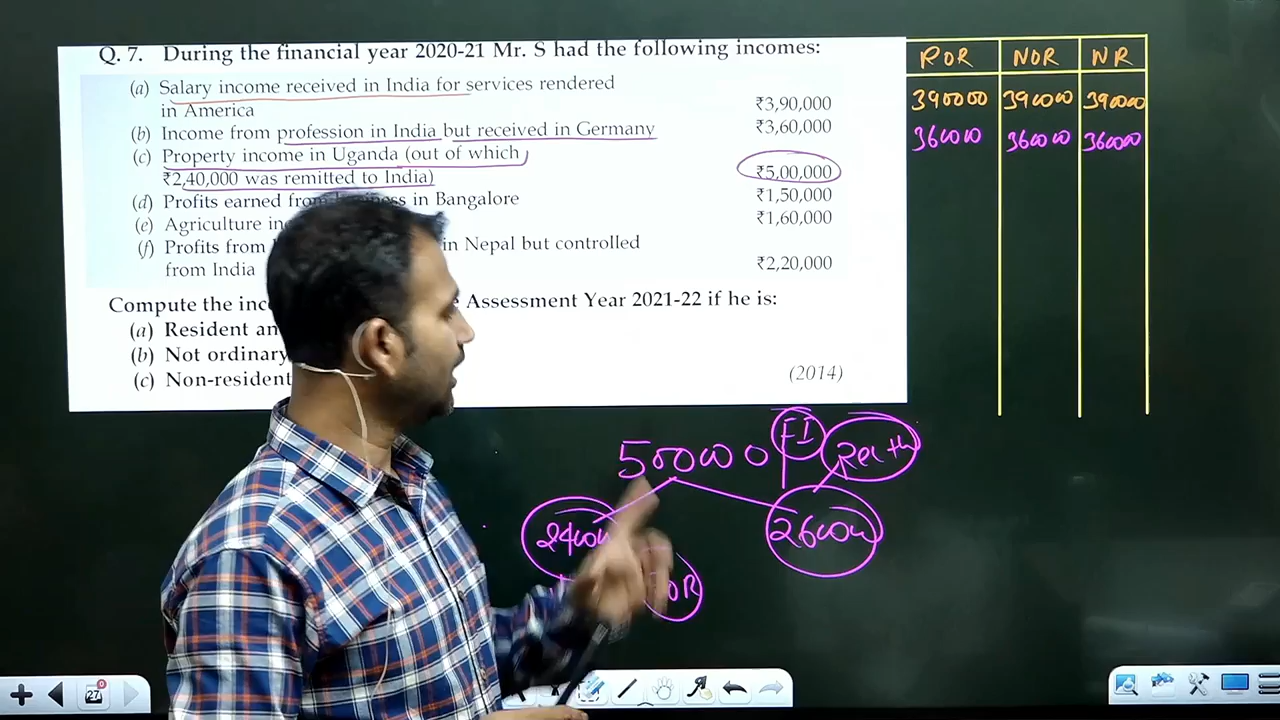 Q. 7. During the financial year 2020-21 Mr. S had the following incomes:
(a) Salary income received in India for services rendered
in America ₹3,90,000
(b) Income from profession in India but received in Germany ₹3,60,000
(c) Property income in Uganda (out of which
₹2,40,000 was remitted to India) ₹5,00,000
(d) Profits earned from in Bangalore ₹1,50,000
(e) Agriculture ₹1,60,000
(f) Profits from in Nepal but controlled
from India ₹2,20,000
Compute the Assessment Year 2021-22 if he is:
(a) Resident
(b) Not ordinary
(c) Non-resident
(2014)
ROR NOR NR
390000 390000 390000
360000 360000 360000
500000 FI
240000 260000
27
0